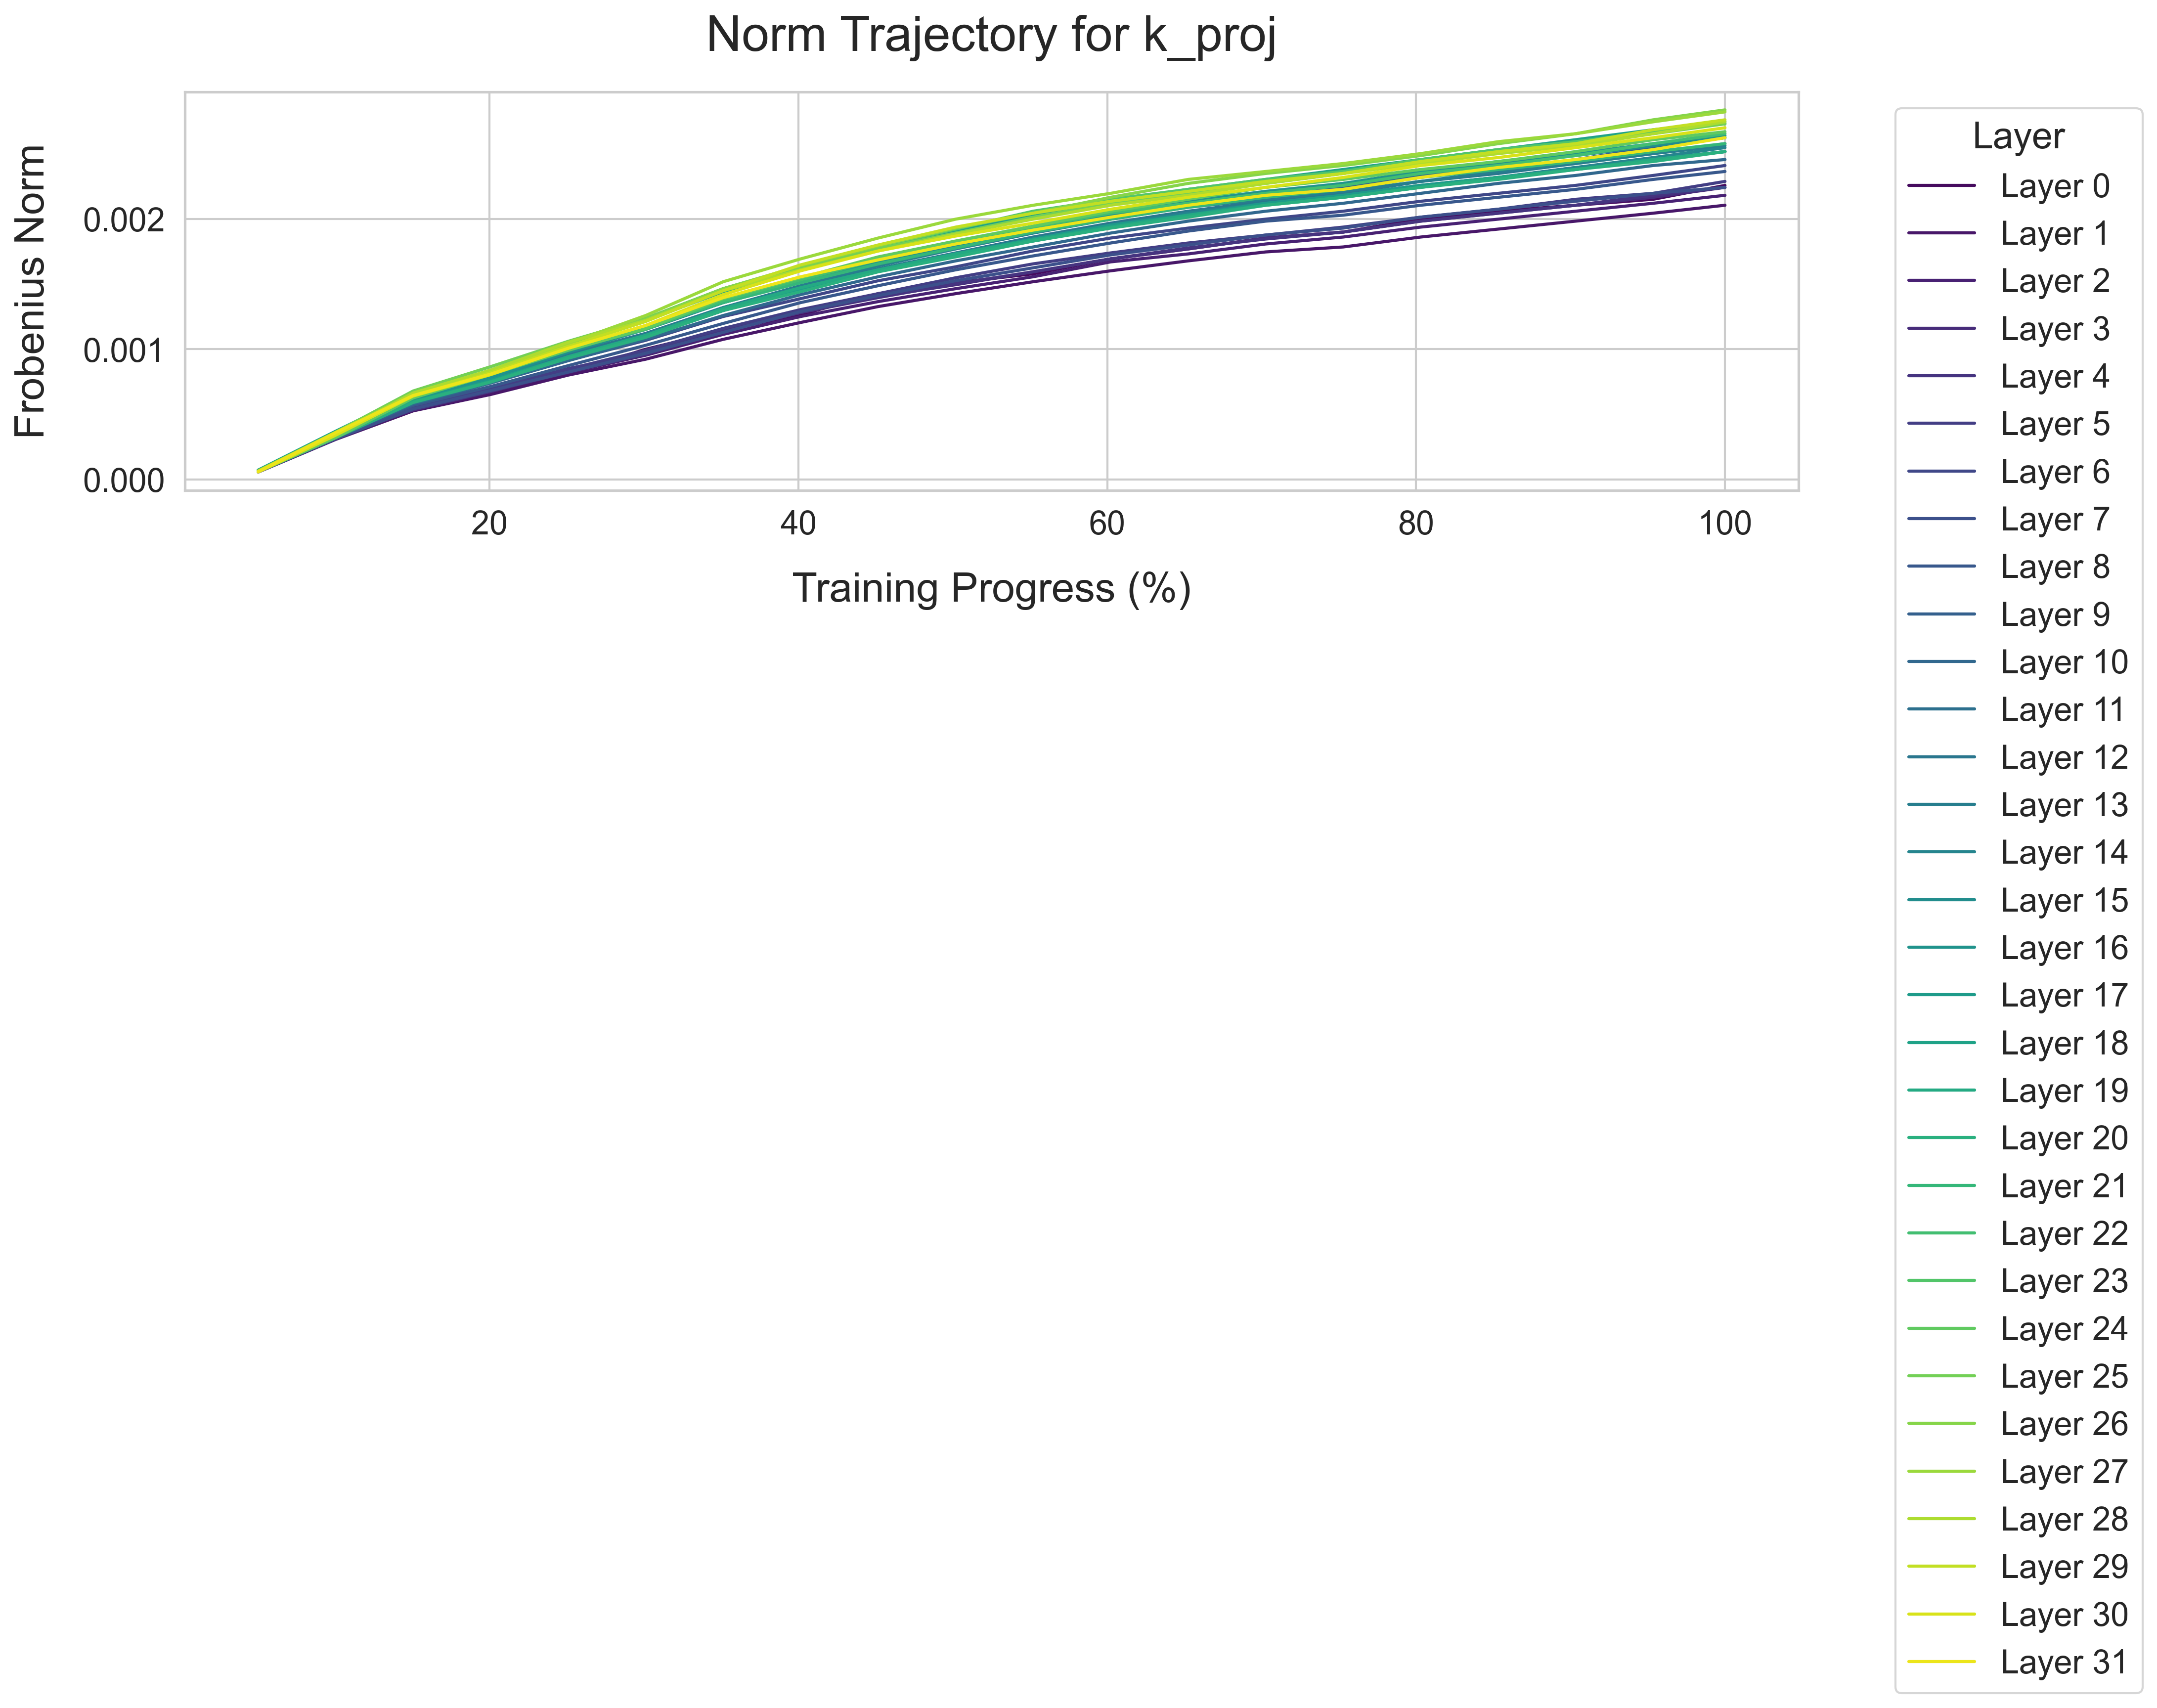 Norm Trajectory for k_proj
Frobenius Norm
0.002
0.001
0.000
20 40 60 80 100
Training Progress (%)
Layer
Layer 0
Layer 1
Layer 2
Layer 3
Layer 4
Layer 5
Layer 6
Layer 7
Layer 8
Layer 9
Layer 10
Layer 11
Layer 12
Layer 13
Layer 14
Layer 15
Layer 16
Layer 17
Layer 18
Layer 19
Layer 20
Layer 21
Layer 22
Layer 23
Layer 24
Layer 25
Layer 26
Layer 27
Layer 28
Layer 29
Layer 30
Layer 31